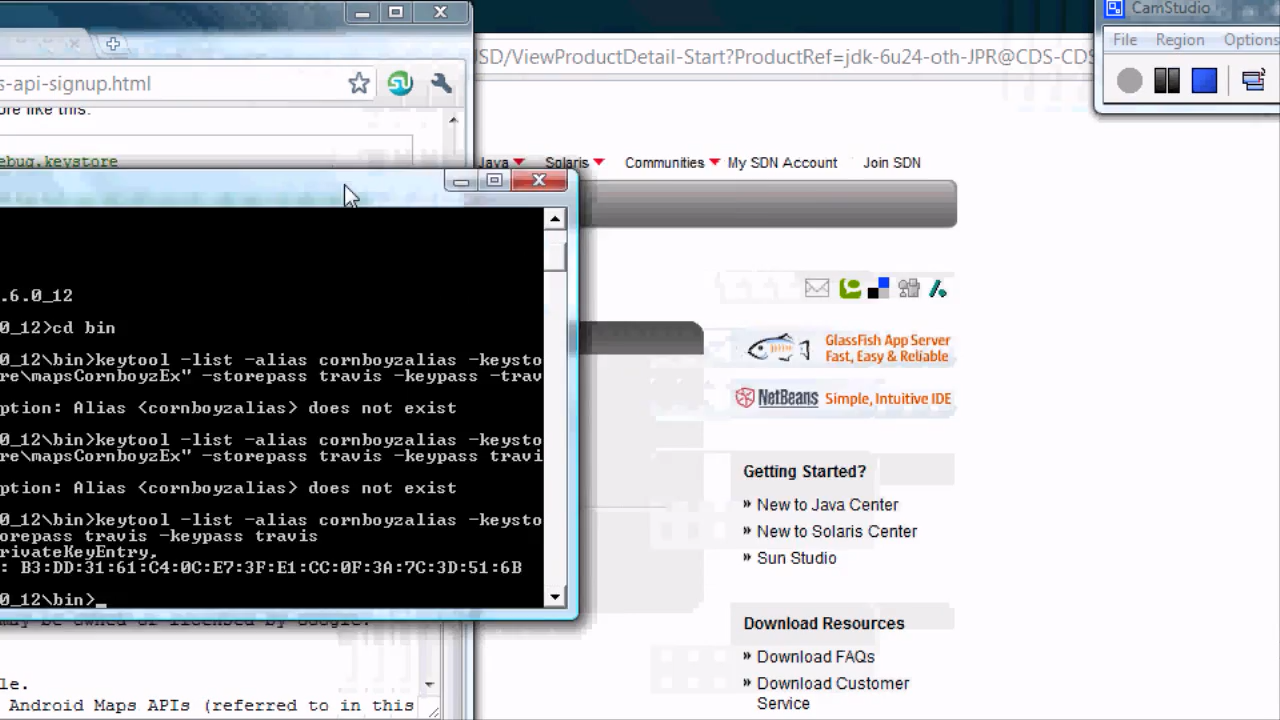 CamStudio
File Region Options
s-api-signup.html
JSD/ViewProductDetail-Start?ProductRef=jdk-6u24-oth-JPR@CDS-CDS
ore like this:
ebug.keystore
Java Solaris Communities My SDN Account Join SDN
.6.0_12
0_12>cd bin
0_12\bin>keytool -list -alias cornboyzalias -keysto
re\mapsCornboyzEx" -storepass travis -keypass -trav
ption: Alias <cornboyzalias> does not exist
0_12\bin>keytool -list -alias cornboyzalias -keysto
re\mapsCornboyzEx" -storepass travis -keypass travi
ption: Alias <cornboyzalias> does not exist
0_12\bin>keytool -list -alias cornboyzalias -keysto
orepass travis -keypass travis
rivateKeyEntry,
: B3:DD:31:61:C4:0C:E7:3F:E1:CC:0F:3A:7C:3D:51:6B
0_12\bin>_
may be owned or licensed by Google.
le.
Android Maps APIs (referred to in this
GlassFish App Server
Fast, Easy & Reliable
NetBeans Simple, Intuitive IDE
Getting Started?
» New to Java Center
» New to Solaris Center
» Sun Studio
Download Resources
» Download FAQs
» Download Customer
Service